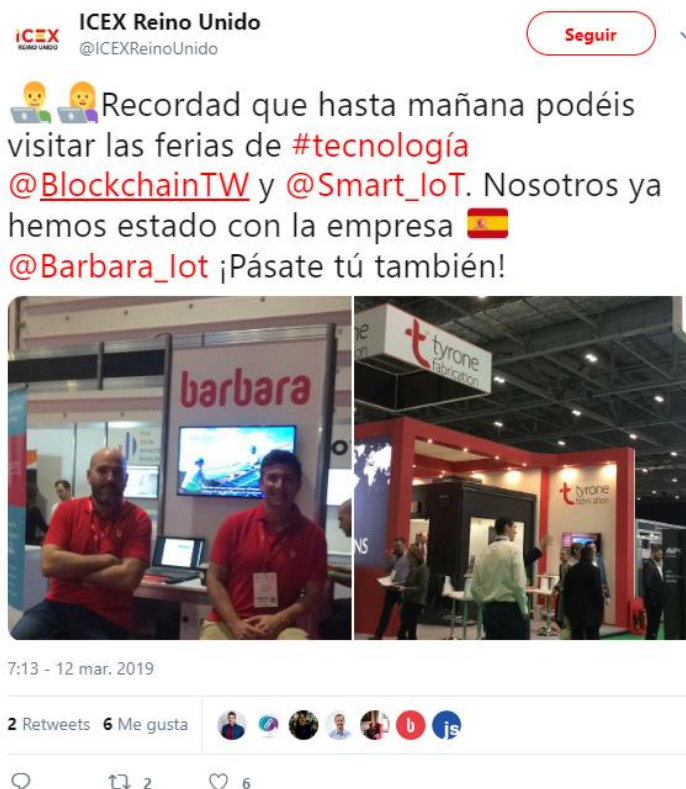 ICEX
REINO UNIDO
ICEX Reino Unido
@ICEXReinoUnido
Seguir
Recordad que hasta mañana podéis
visitar las ferias de #tecnología
@BlockchainTW y @Smart_IoT. Nosotros ya
hemos estado con la empresa
@Barbara_Iot ¡Pásate tú también!
barbara
tyrone
fabrication
tyrone
fabrication
NS
7:13 - 12 mar. 2019
2 Retweets 6 Me gusta
b
js
2 6